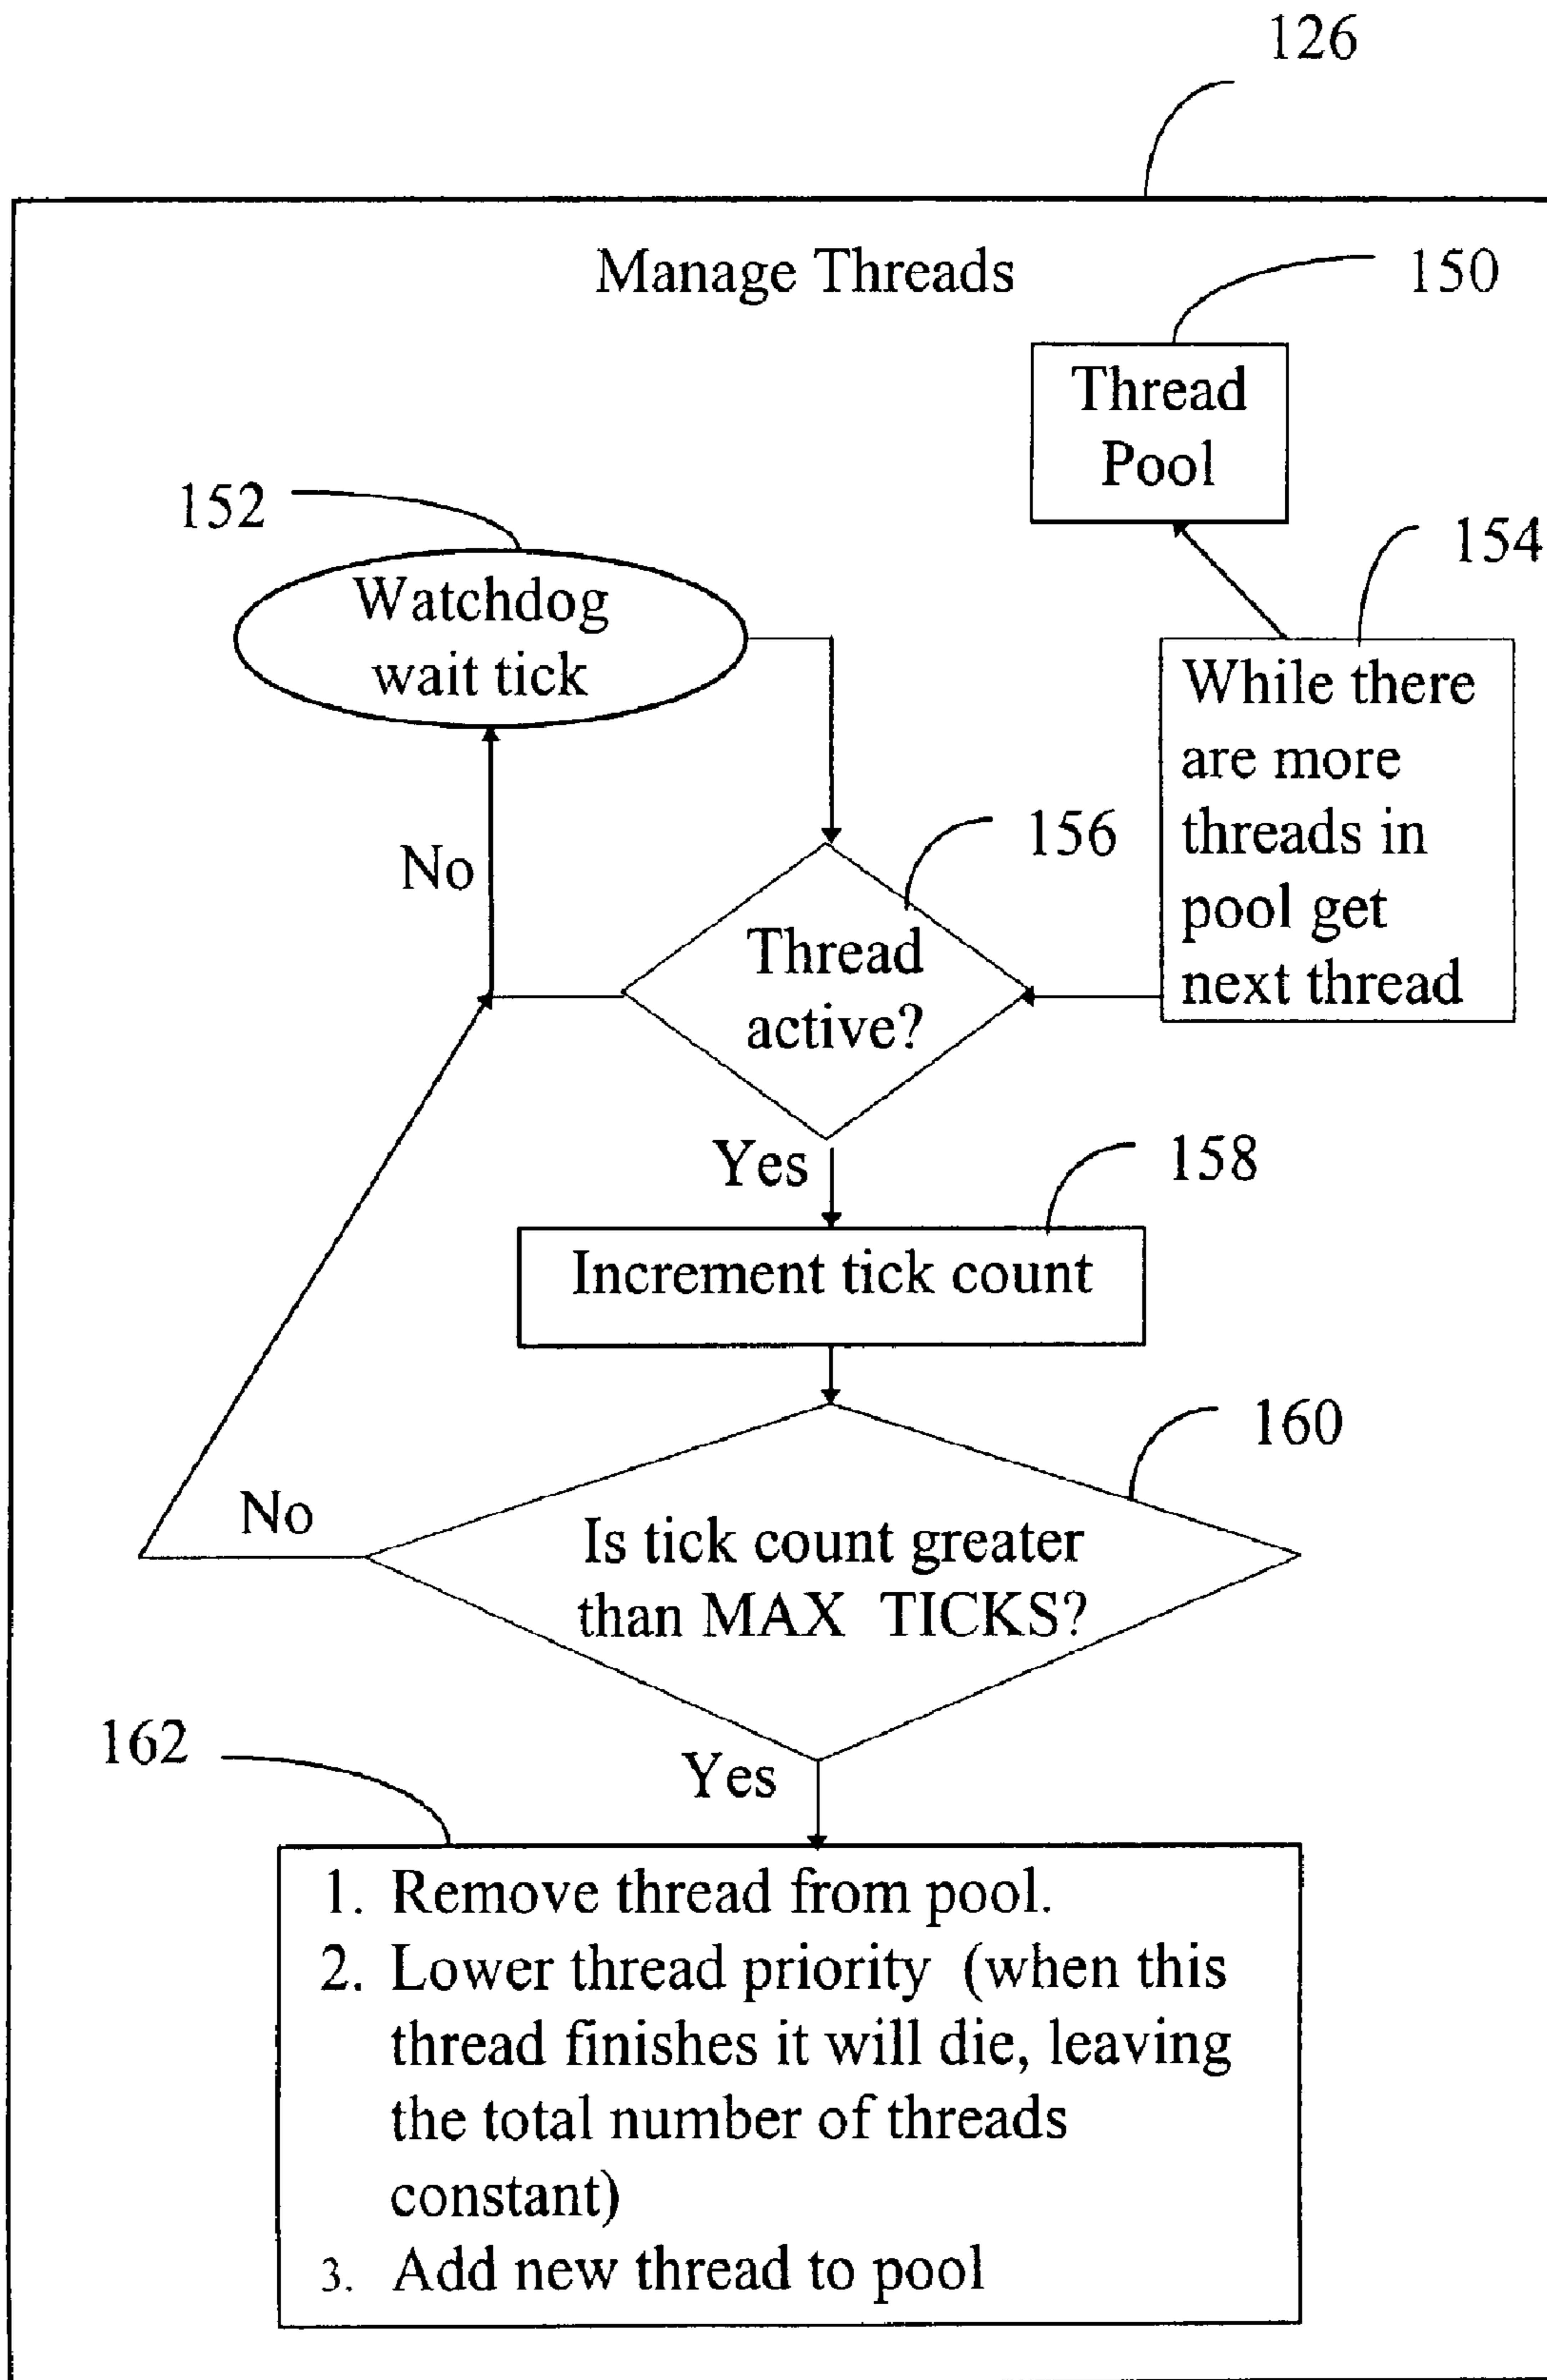 126
Manage Threads
150
Thread
Pool
152
154
Watchdog
wait tick
While there
are more
threads in
pool get
next thread
No
156
Thread
active?
Yes
158
Increment tick count
160
No
Is tick count greater
than MAX TICKS?
162
Yes
1. Remove thread from pool.
2. Lower thread priority (when this
thread finishes it will die, leaving
the total number of threads
constant)
3. Add new thread to pool